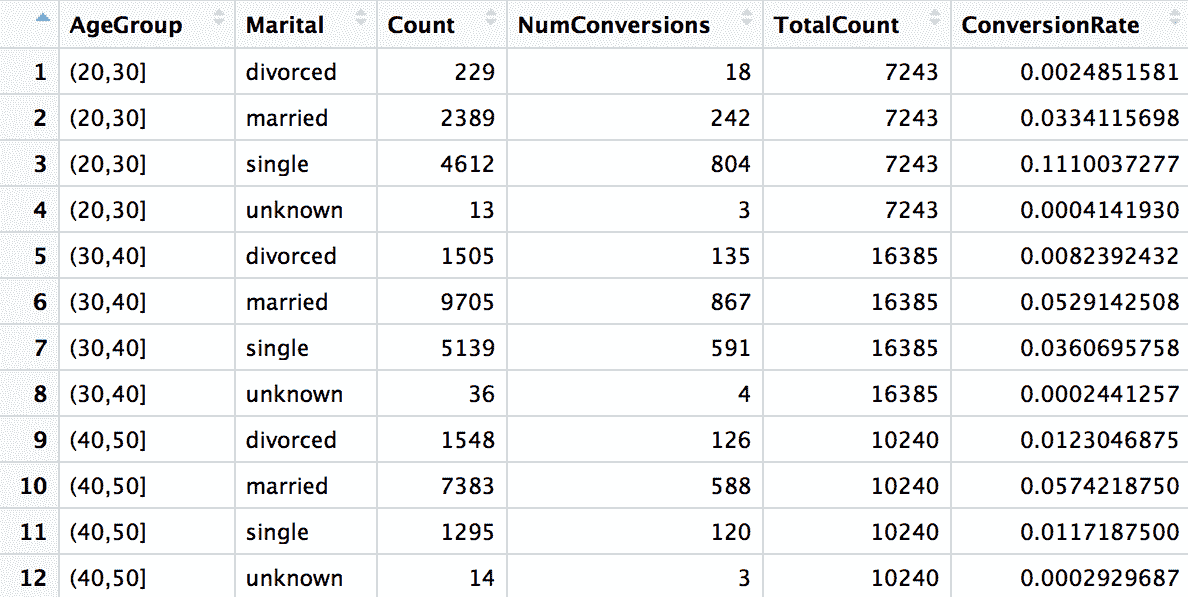 AgeGroup Marital Count NumConversions TotalCount ConversionRate
1 (20,30] divorced 229 18 7243 0.0024851581
2 (20,30] married 2389 242 7243 0.0334115698
3 (20,30] single 4612 804 7243 0.1110037277
4 (20,30] unknown 13 3 7243 0.0004141930
5 (30,40] divorced 1505 135 16385 0.0082392432
6 (30,40] married 9705 867 16385 0.0529142508
7 (30,40] single 5139 591 16385 0.0360695758
8 (30,40] unknown 36 4 16385 0.0002441257
9 (40,50] divorced 1548 126 10240 0.0123046875
10 (40,50] married 7383 588 10240 0.0574218750
11 (40,50] single 1295 120 10240 0.0117187500
12 (40,50] unknown 14 3 10240 0.0002929687